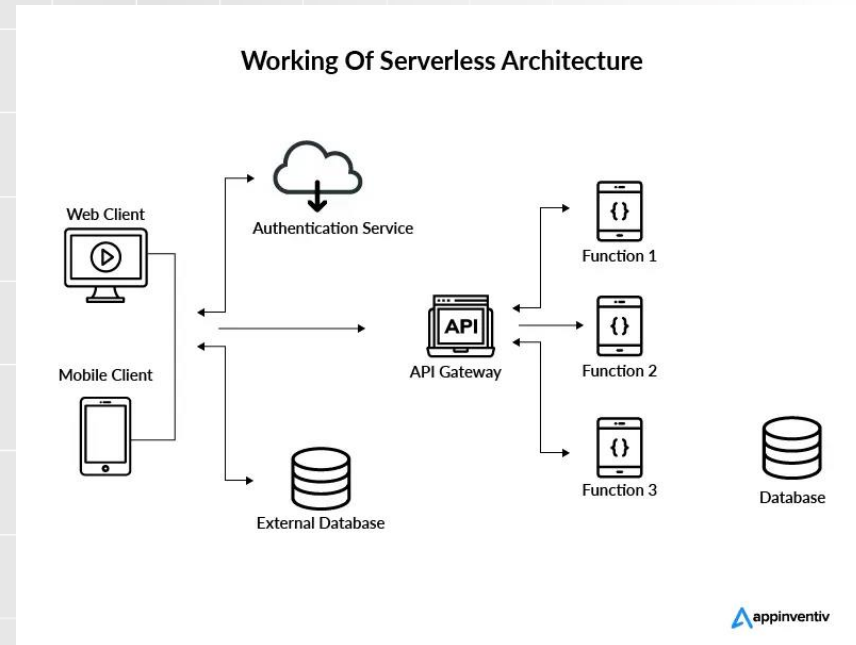 Working Of Serverless Architecture
Web Client
Authentication Service
{}
Function 1
API
API Gateway
{}
Function 2
Mobile Client
{}
Function 3
External Database
Database
appinventiv